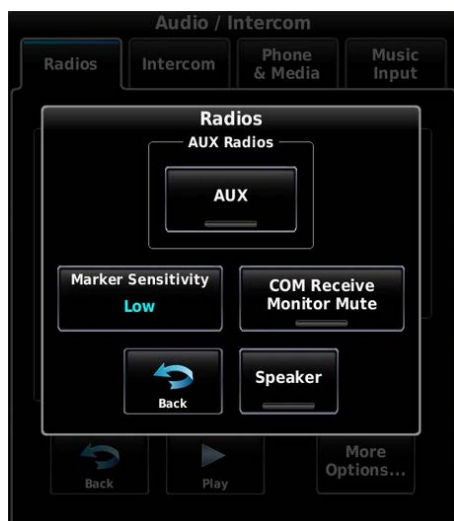 Audio / Intercom
Radios
Intercom
Phone
& Media
Music
Input
Radios
AUX Radios
AUX
Marker Sensitivity
Low
COM Receive
Monitor Mute
Back
Speaker
Back
Play
More
Options...